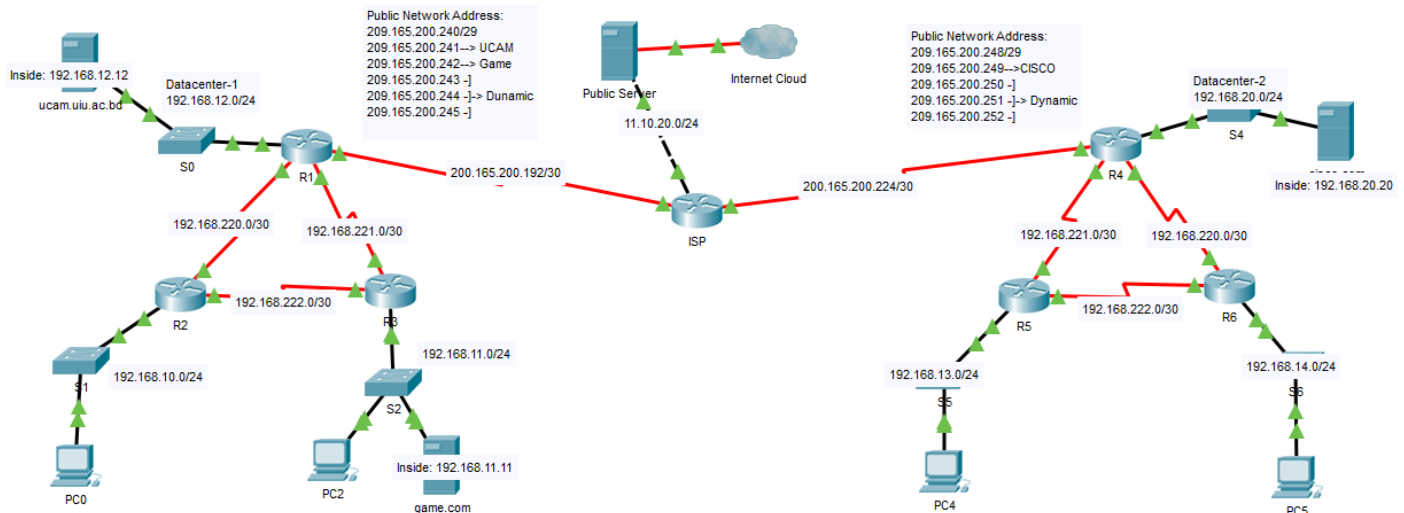 Public Network Address:
209.165.200.240/29
209.165.200.241--> UCAM
209.165.200.242--> Game
209.165.200.243 -]
209.165.200.244 -]-> Dunamic
209.165.200.245 -]
Public Network Address:
209.165.200.248/29
209.165.200.249-->CISCO
209.165.200.250 -]
209.165.200.251 -]-> Dynamic
209.165.200.252 -]
Inside: 192.168.12.12
ucam.uiu.ac.bd
Datacenter-1
192.168.12.0/24
S0
R1
Public Server
Internet Cloud
11.10.20.0/24
200.165.200.192/30
ISP
200.165.200.224/30
Datacenter-2
192.168.20.0/24
S4
R4
Inside: 192.168.20.20
192.168.220.0/30
192.168.221.0/30
192.168.222.0/30
R2
R3
192.168.10.0/24
S1
192.168.11.0/24
S2
PC0
PC2
Inside: 192.168.11.11
game.com
192.168.221.0/30
192.168.220.0/30
192.168.222.0/30
R5
R6
192.168.13.0/24
S5
192.168.14.0/24
S6
PC4
PC5